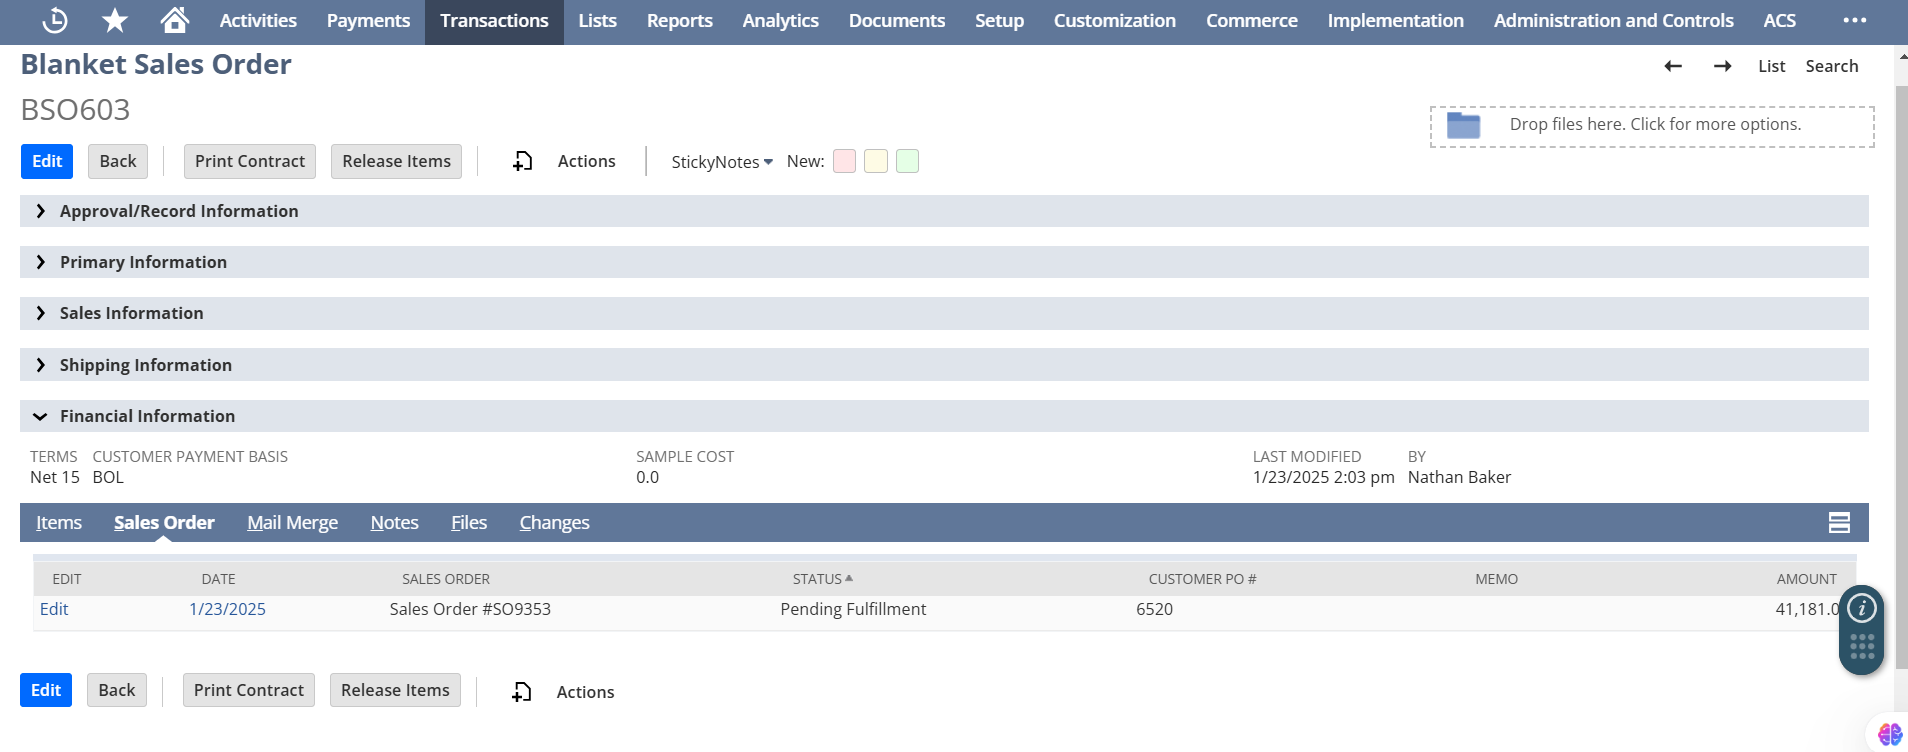 Activities Payments Transactions Lists Reports Analytics Documents Setup Customization Commerce Implementation Administration and Controls ACS
Blanket Sales Order
List Search
BSO603
Drop files here. Click for more options.
Edit Back Print Contract Release Items Actions StickyNotes New:
Approval/Record Information
Primary Information
Sales Information
Shipping Information
Financial Information
TERMS CUSTOMER PAYMENT BASIS SAMPLE COST LAST MODIFIED BY
Net 15 BOL 0.0 1/23/2025 2:03 pm Nathan Baker
Items Sales Order Mail Merge Notes Files Changes
EDIT DATE SALES ORDER STATUS CUSTOMER PO # MEMO AMOUNT
Edit 1/23/2025 Sales Order #SO9353 Pending Fulfillment 6520
Edit Back Print Contract Release Items Actions